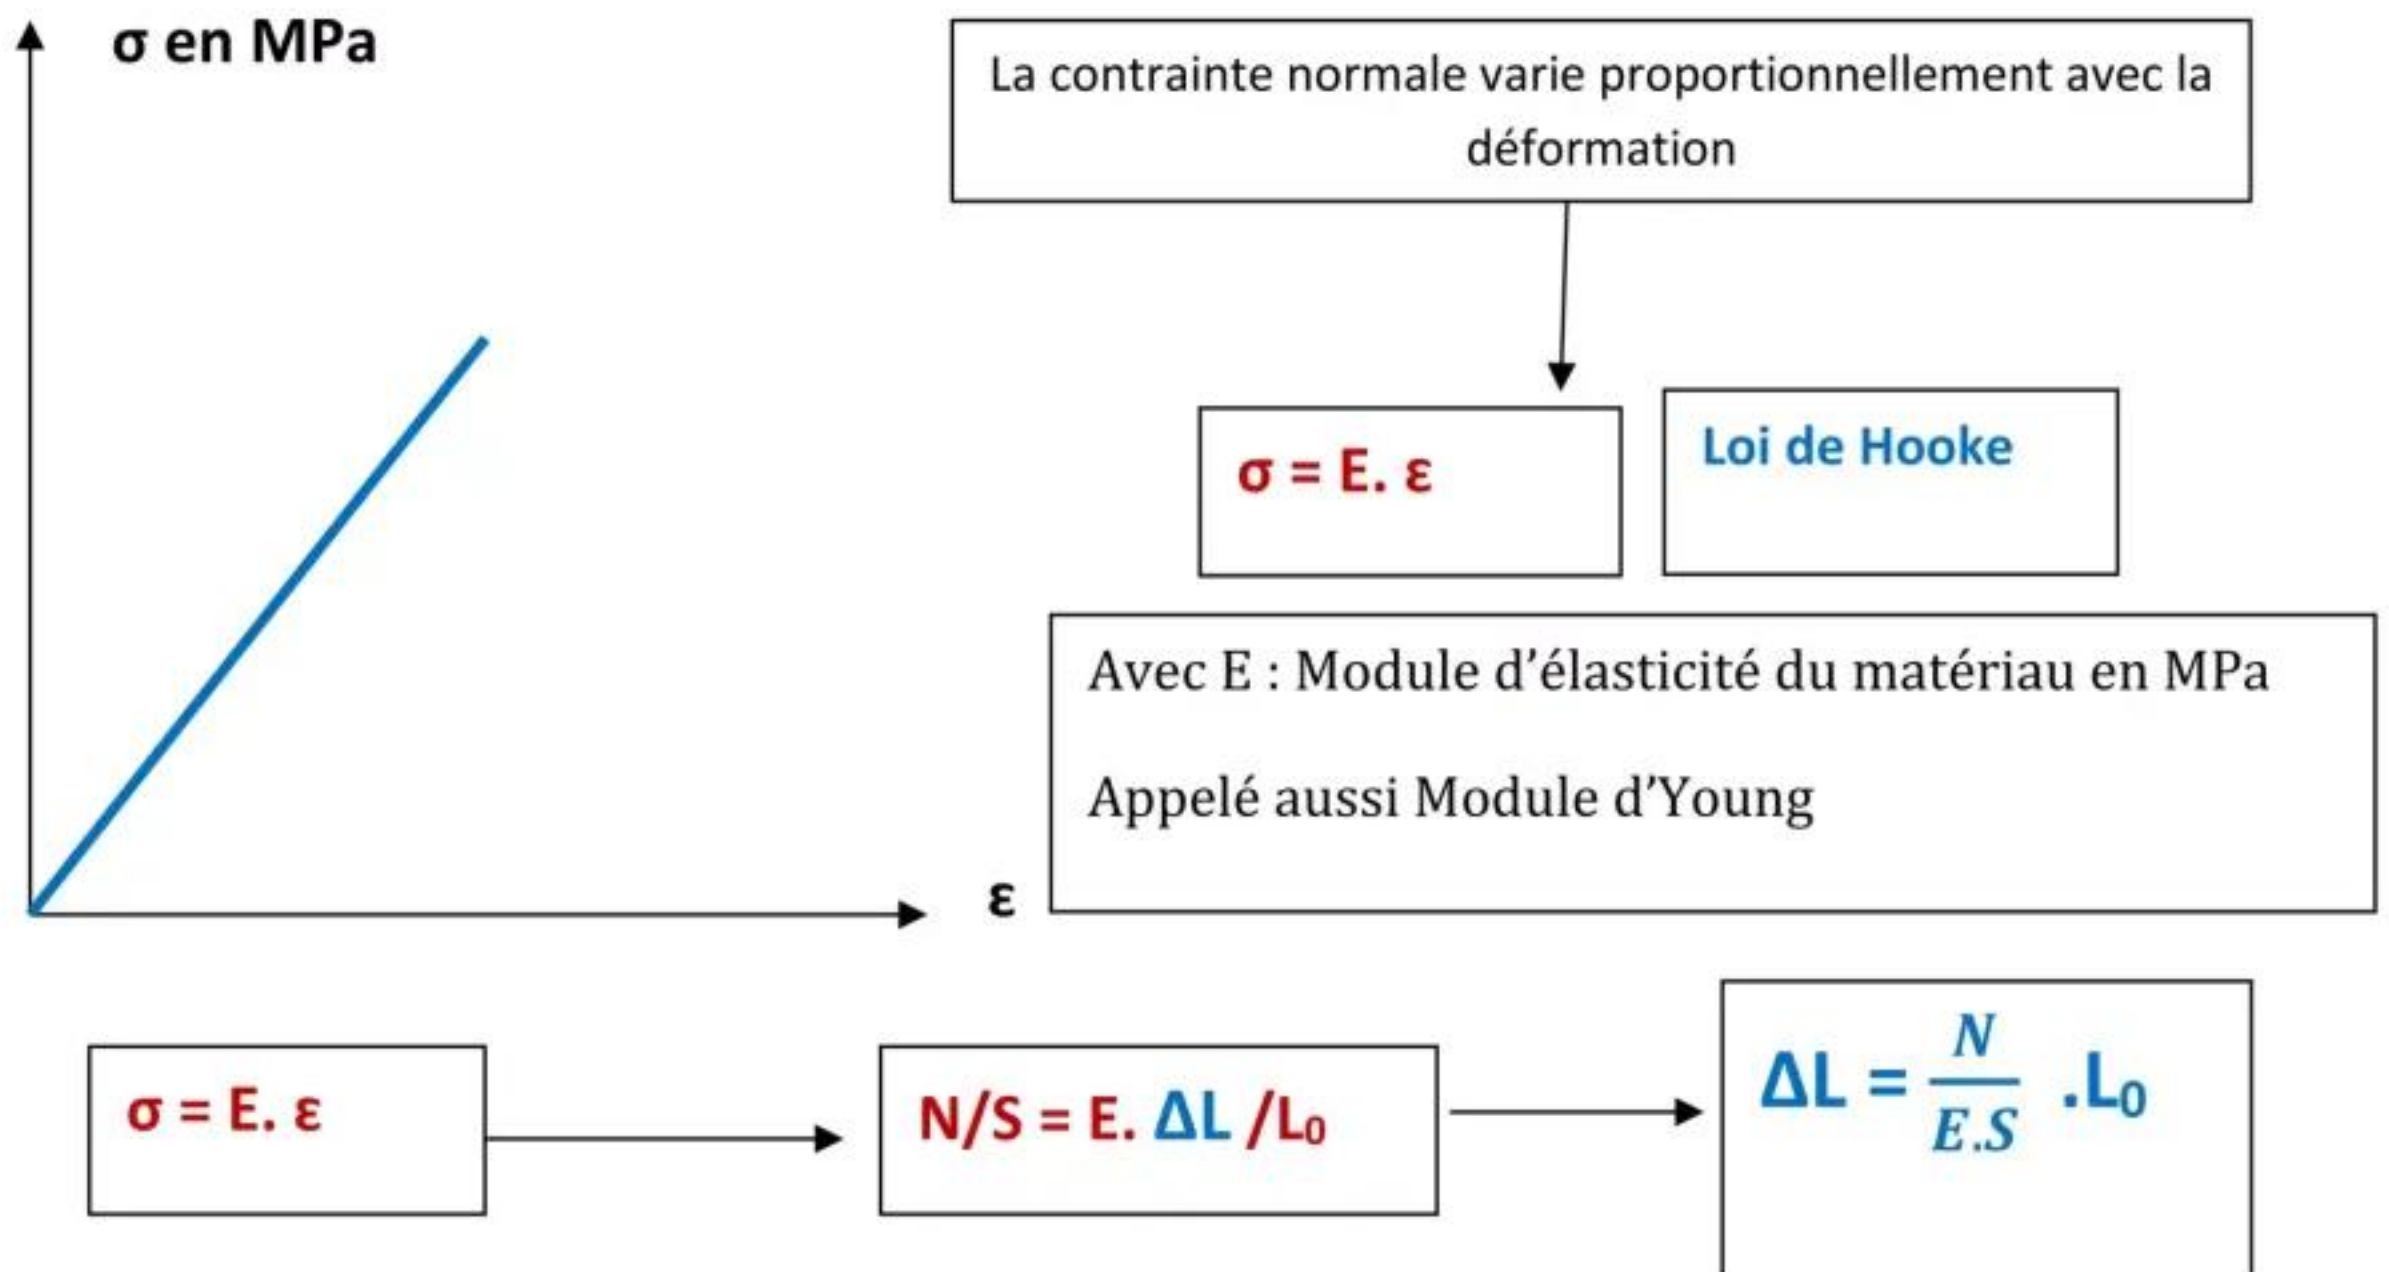 σ en MPa
La contrainte normale varie proportionnellement avec la
déformation
σ = E. ε
Loi de Hooke
Avec E : Module d’élasticité du matériau en MPa
Appelé aussi Module d’Young
ε
σ = E. ε
N/S = E. ΔL /L₀
ΔL = N/E.S .L₀